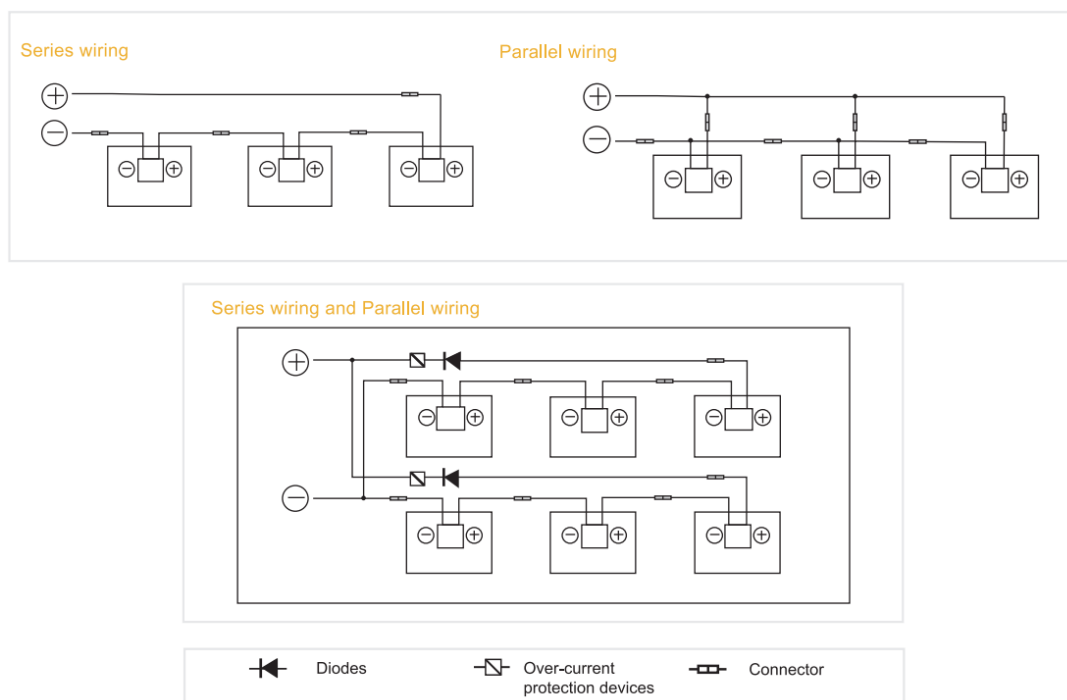 Series wiring
Parallel wiring
Series wiring and Parallel wiring
Diodes
Over-current
protection devices
Connector